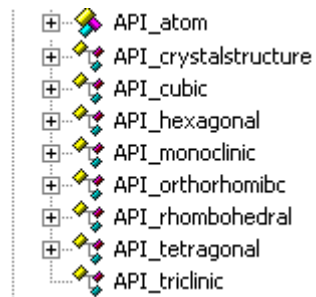 API_atom
API_crystalstructure
API_cubic
API_hexagonal
API_monoclinic
API_orthorhomibc
API_rhombohedral
API_tetragonal
API_triclinic